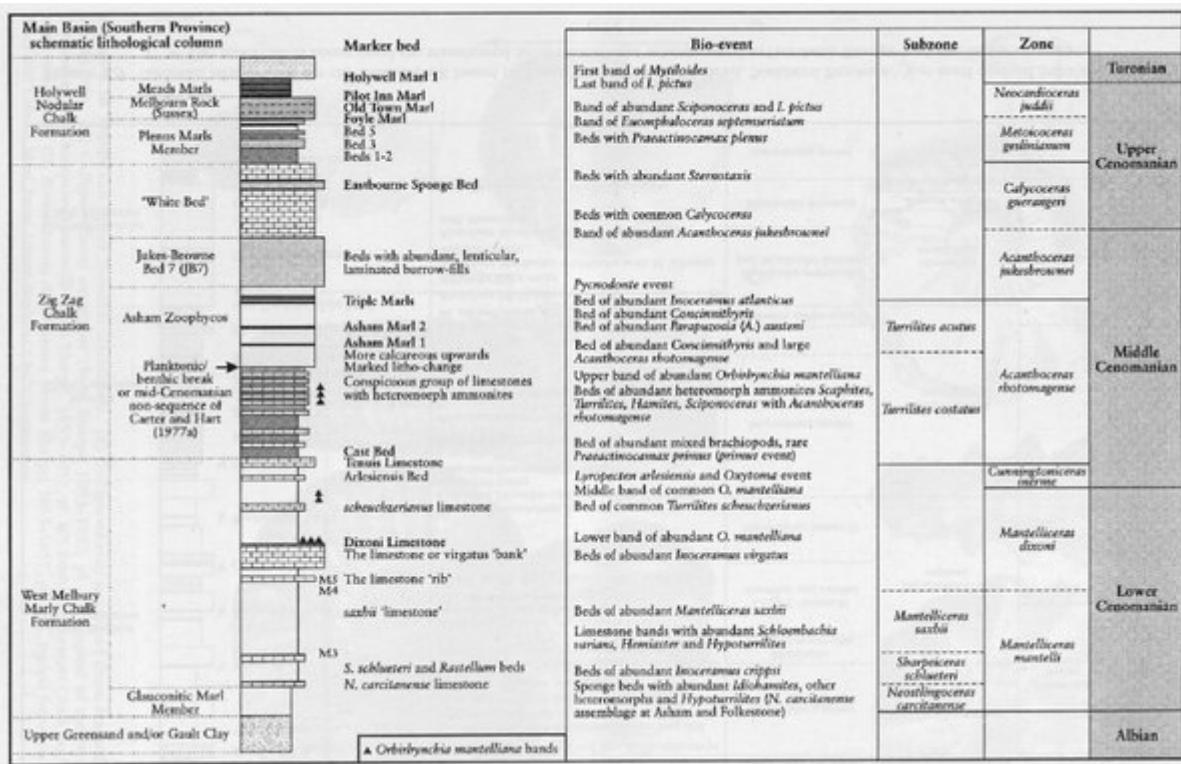 Main Basin (Southern Province)
schematic lithological column
Marker bed
Bio-event
Subzone
Zone
Holywell
Nodular
Chalk
Formation
Meads Marls
Melbourn Rock
(Sussex)
Plenus Marls
Member
Zig Zag
Chalk
Formation
'White Bed'
Jukes-Browne
Bed 7 (JB7)
Asham Zoophycos
Planktonic/
benthic break
or mid-Cenomanian
non-sequence of
Carter and Hart
(1977a)
West Melbury
Marly Chalk
Formation
Glauconitic Marl
Member
Upper Greensand and/or Gault Clay
Holywell Marl 1
Pilot Inn Marl
Old Town Marl
Foyle Marl
Bed 5
Bed 3
Beds 1-2
Eastbourne Sponge Bed
Beds with abundant, lenticular,
laminated burrow-fills
Triple Marls
Asham Marl 2
Asham Marl 1
More calcareous upwards
Marked litho-change
Conspicuous group of limestones
with heteromorph ammonites
Cast Bed
Tenuis Limestone
Arlesiensis Bed
scheuchzerianus limestone
Dixoni Limestone
The limestone or virgatus 'bank'
M5 The limestone 'rib'
M4
saxbii 'limestone'
M3
S. schlueteri and Rastellum beds
N. carcitanense limestone
▲ Orbirhynchia mantelliana bands
First band of Mytiloides
Last band of I. pictus
Band of abundant Sciponoceras and I. pictus
Band of Euomphaloceras septemseriatum
Beds with Praeactinocamax plenus
Beds with abundant Sternotaxis
Beds with common Calycoceras
Band of abundant Acanthoceras jukesbrownei
Pycnodonte event
Bed of abundant Inoceramus atlanticus
Bed of abundant Concinnithyris
Bed of abundant Parapuzosia (A.) austeni
Bed of abundant Concinnithyris and large
Acanthoceras rhotomagense
Upper band of abundant Orbirhynchia mantelliana
Beds of abundant heteromorph ammonites Scaphites,
Turrilites, Hamites, Sciponoceras with Acanthoceras
rhotomagense
Bed of abundant mixed brachiopods, rare
Praeactinocamax primus (primus event)
Lyropecten arlesiensis and Oxytoma event
Middle band of common O. mantelliana
Bed of common Turrilites scheuchzerianus
Lower band of abundant O. mantelliana
Beds of abundant Inoceramus virgatus
Beds of abundant Mantelliceras saxbii
Limestone bands with abundant Schloenbachia
varians, Hemiaster and Hypoturrilites
Beds of abundant Inoceramus crippsi
Sponge beds with abundant Idiohamites, other
heteromorphs and Hypoturrilites (N. carcitanense
assemblage at Asham and Folkestone)
Turrilites acutus
Turrilites costatus
Mantelliceras
saxbii
Sharpeiceras
schlueteri
Neostlingoceras
carcitanense
Neocardioceras
juddii
Metoicoceras
geslinianum
Calycoceras
guerangeri
Acanthoceras
jukesbrownei
Acanthoceras
rhotomagense
Cunningtoniceras
inerme
Mantelliceras
dixoni
Mantelliceras
mantelli
Turonian
Upper
Cenomanian
Middle
Cenomanian
Lower
Cenomanian
Albian